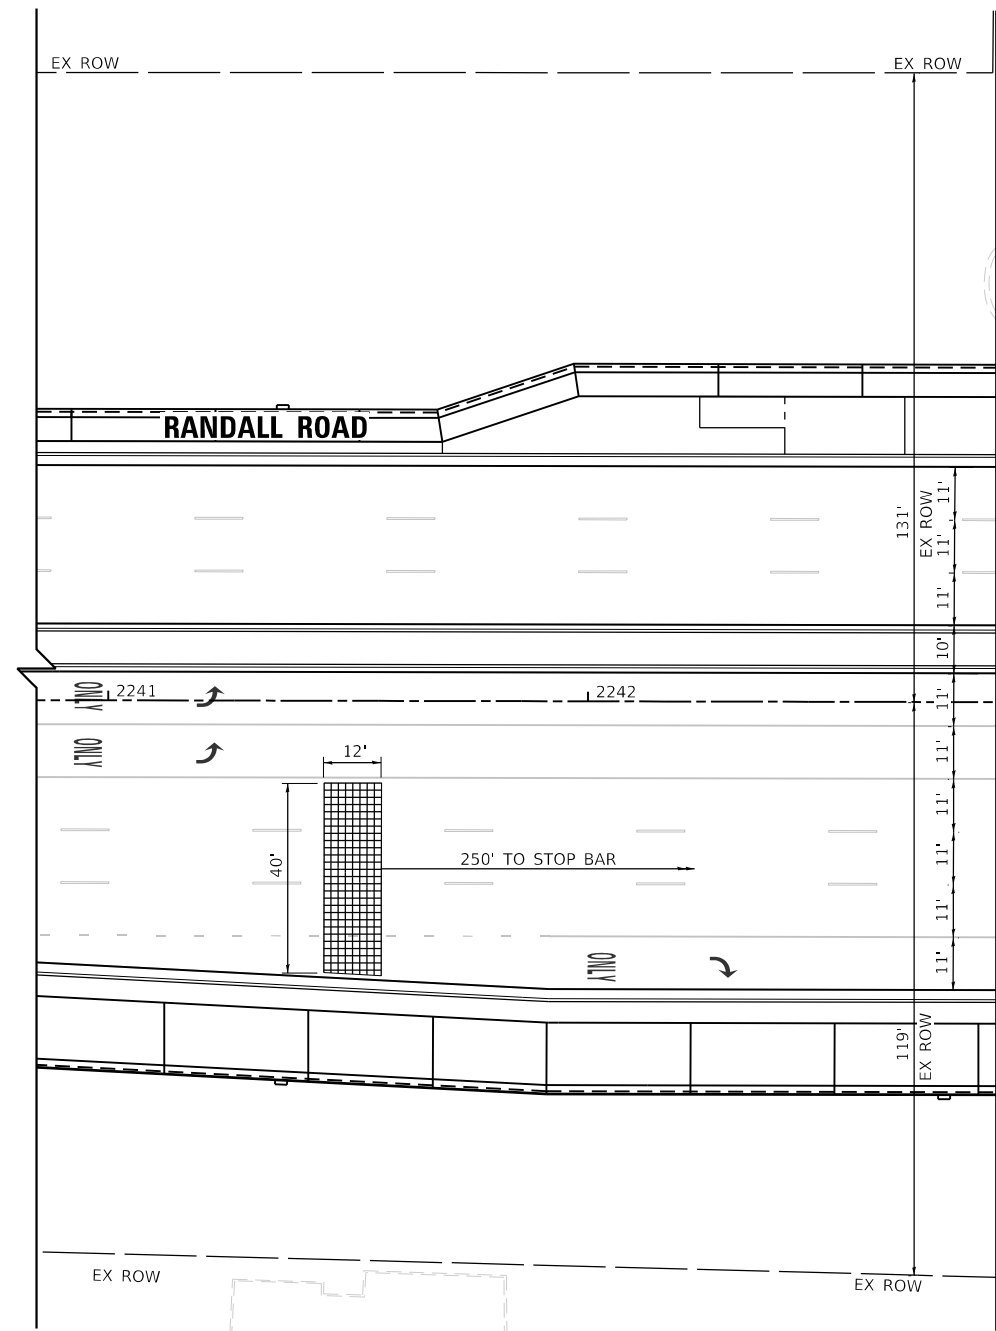 EX ROW
EX ROW
RANDALL ROAD
11'
131'
EX ROW
11'
11'
10'
ONLY
2241
2242
11'
ONLY
12'
11'
11'
40'
250' TO STOP BAR
11'
11'
ONLY
11'
119'
EX ROW
EX ROW
EX ROW